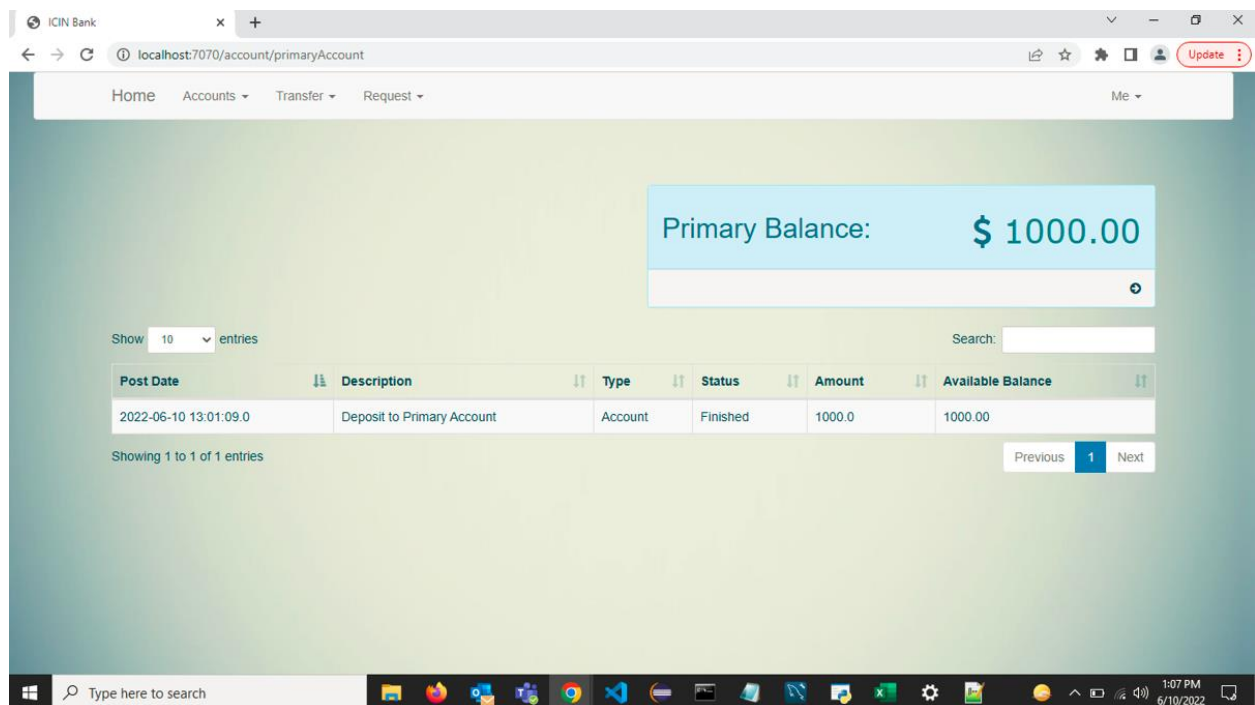 ICIN Bank
localhost:7070/account/primaryAccount
Update
Home Accounts Transfer Request Me
Primary Balance: $ 1000.00
Show 10 entries Search:
Post Date Description Type Status Amount Available Balance
2022-06-10 13:01:09.0 Deposit to Primary Account Account Finished 1000.0 1000.00
Showing 1 to 1 of 1 entries Previous 1 Next
Type here to search
1:07 PM
6/10/2022